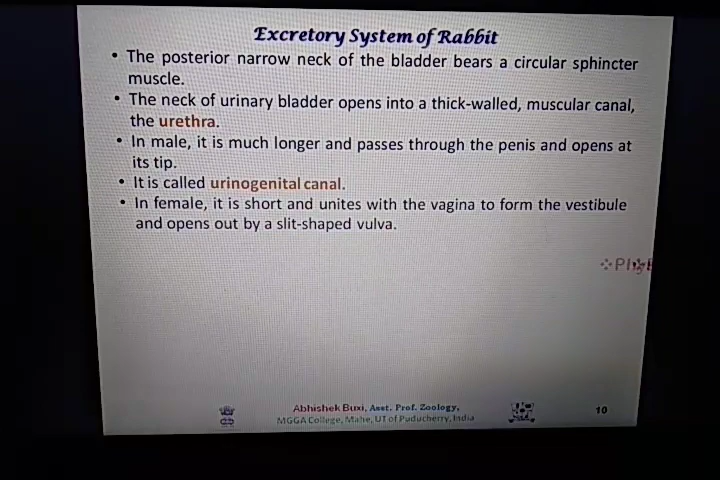 Excretory System of Rabbit
• The posterior narrow neck of the bladder bears a circular sphincter
muscle.
• The neck of urinary bladder opens into a thick-walled, muscular canal,
the urethra.
• In male, it is much longer and passes through the penis and opens at
its tip.
• It is called urinogenital canal.
• In female, it is short and unites with the vagina to form the vestibule
and opens out by a slit-shaped vulva.
Abhishek Buxi, Asst. Prof. Zoology,
MGGA College, Mahe, UT of Puducherry, India
10